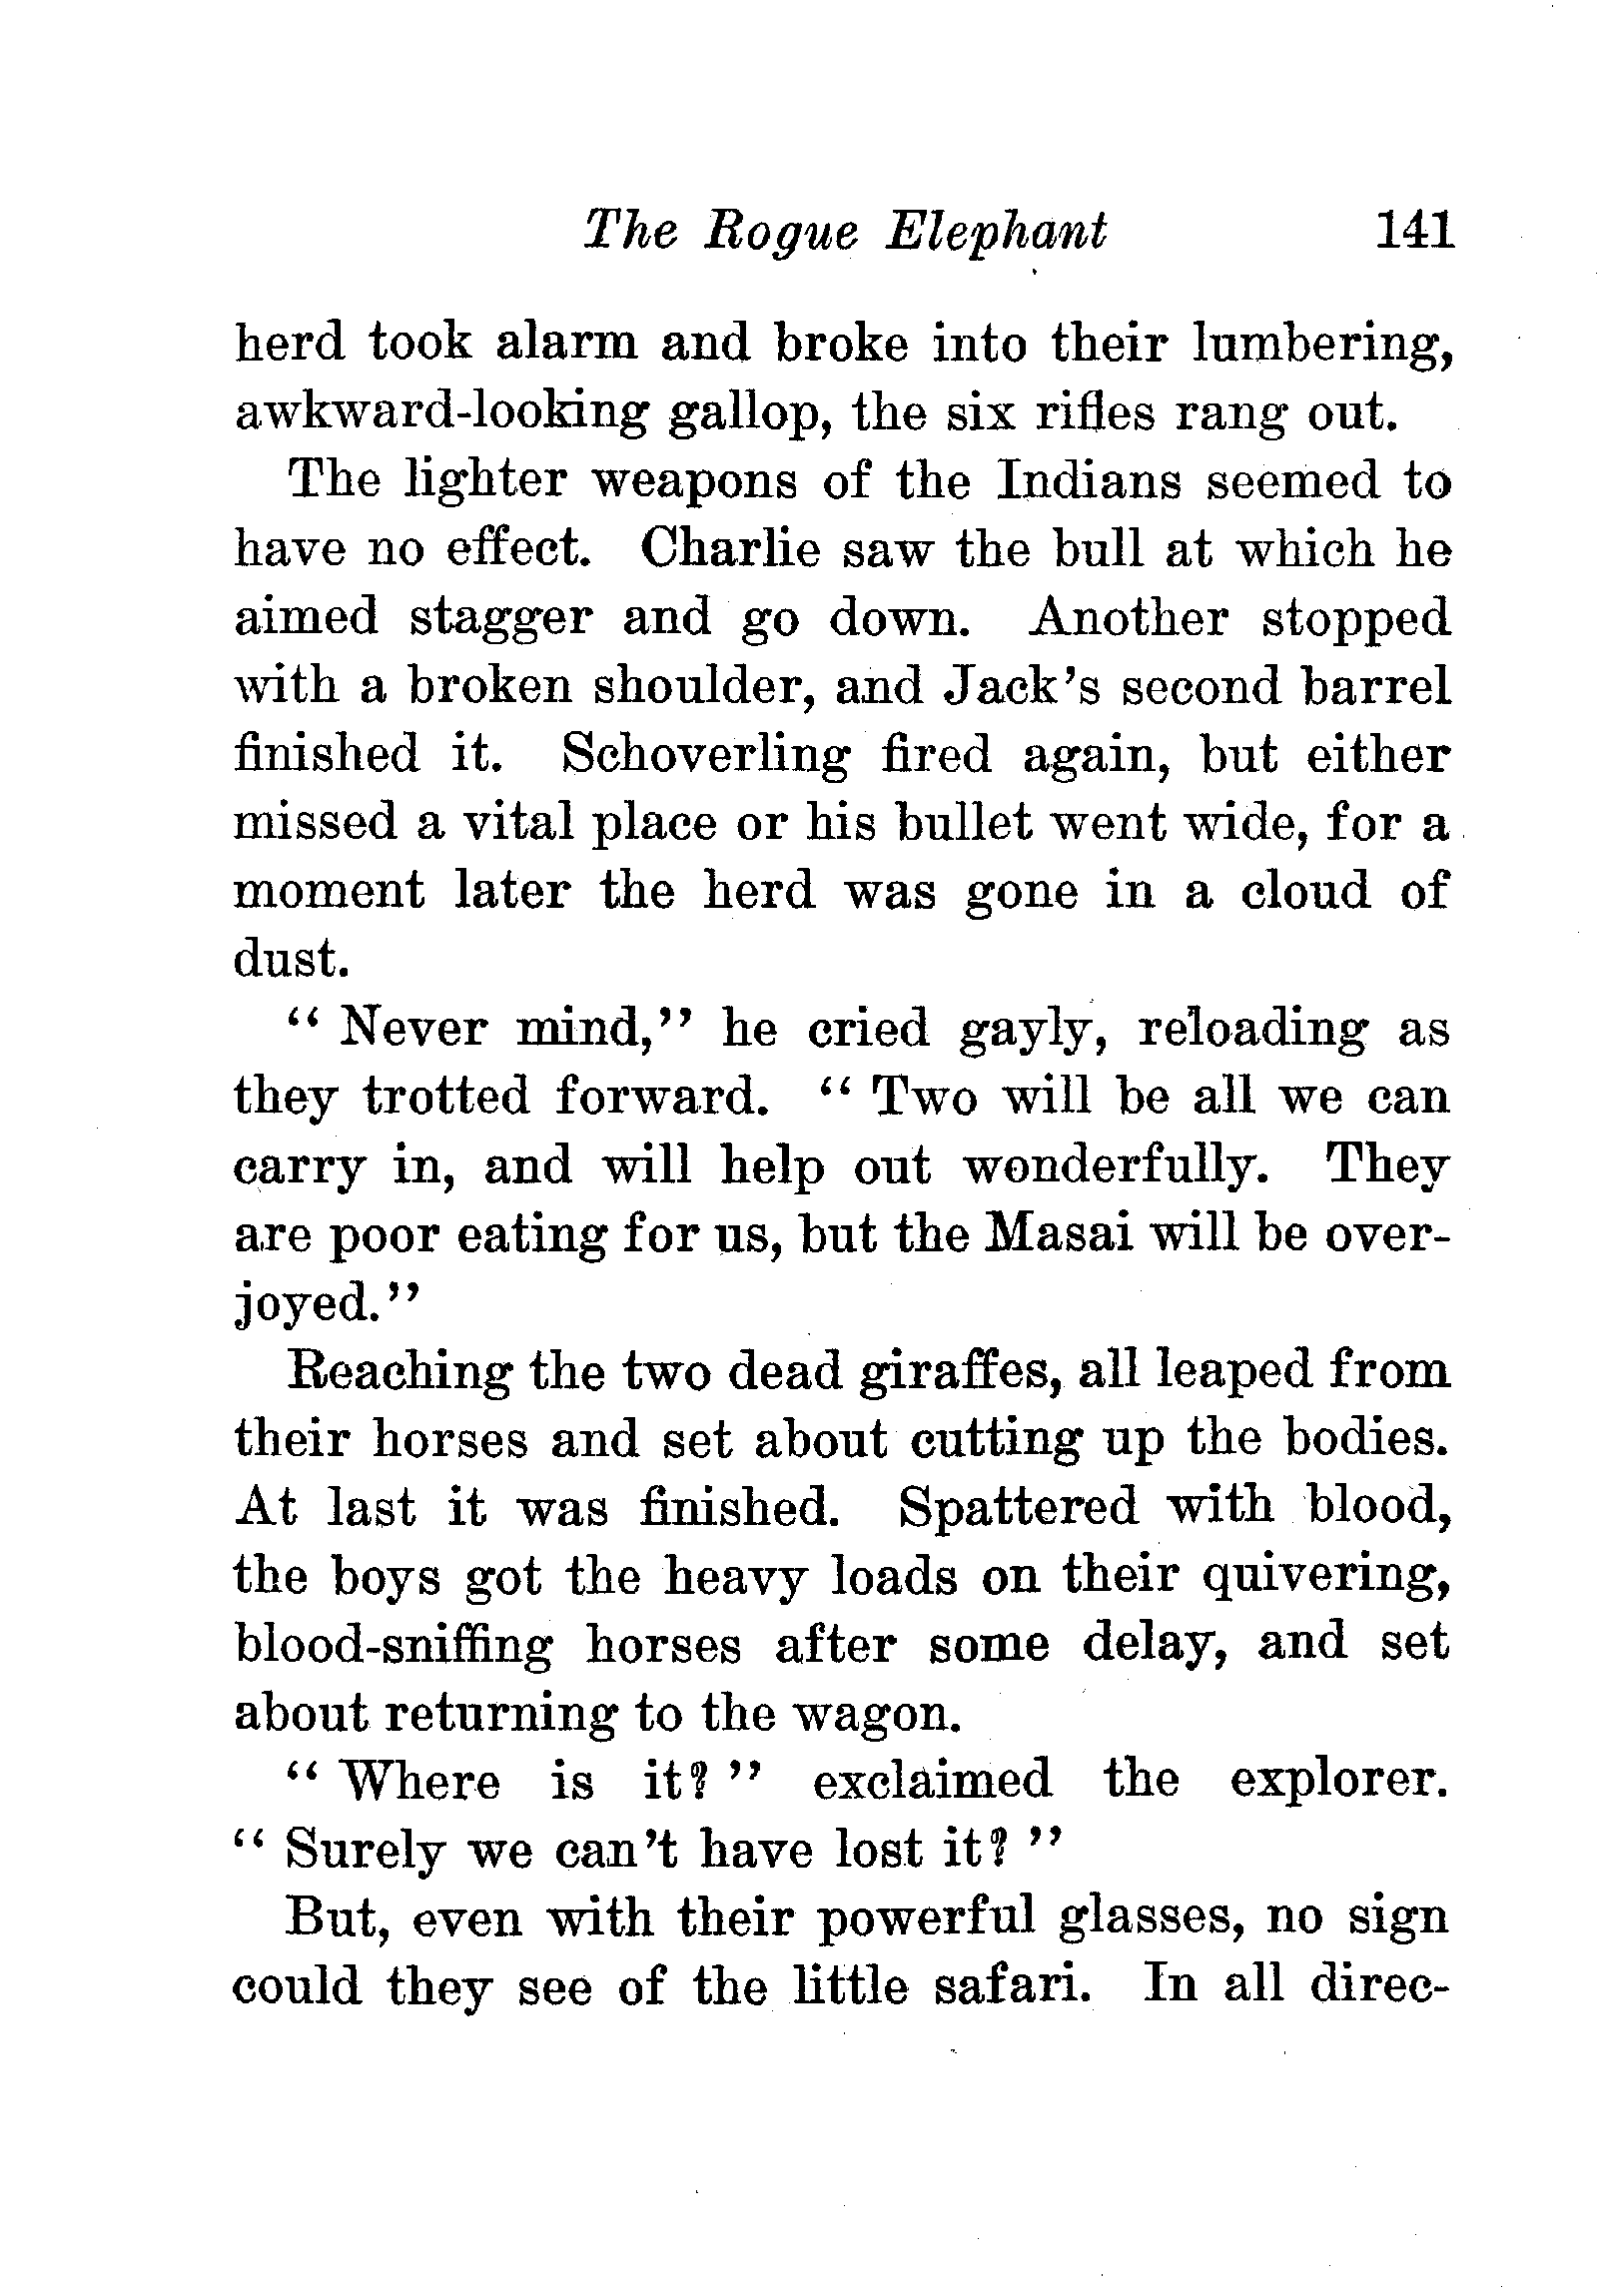 The Rogue Elephant 141
herd took alarm and broke into their lumbering,
awkward-looking gallop, the six rifles rang out.
The lighter weapons of the Indians seemed to
have no effect. Charlie saw the bull at which he
aimed stagger and go down. Another stopped
with a broken shoulder, and Jack's second barrel
finished it. Schoverling fired again, but either
missed a vital place or his bullet went wide, for a
moment later the herd was gone in a cloud of
dust.
" Never mind," he cried gayly, reloading as
they trotted forward. " Two will be all we can
carry in, and will help out wonderfully. They
are poor eating for us, but the Masai will be over-
joyed."
Reaching the two dead giraffes, all leaped from
their horses and set about cutting up the bodies.
At last it was finished. Spattered with blood,
the boys got the heavy loads on their quivering,
blood-sniffing horses after some delay, and set
about returning to the wagon.
" Where is it? " exclaimed the explorer.
" Surely we can't have lost it? "
But, even with their powerful glasses, no sign
could they see of the little safari. In all direc-